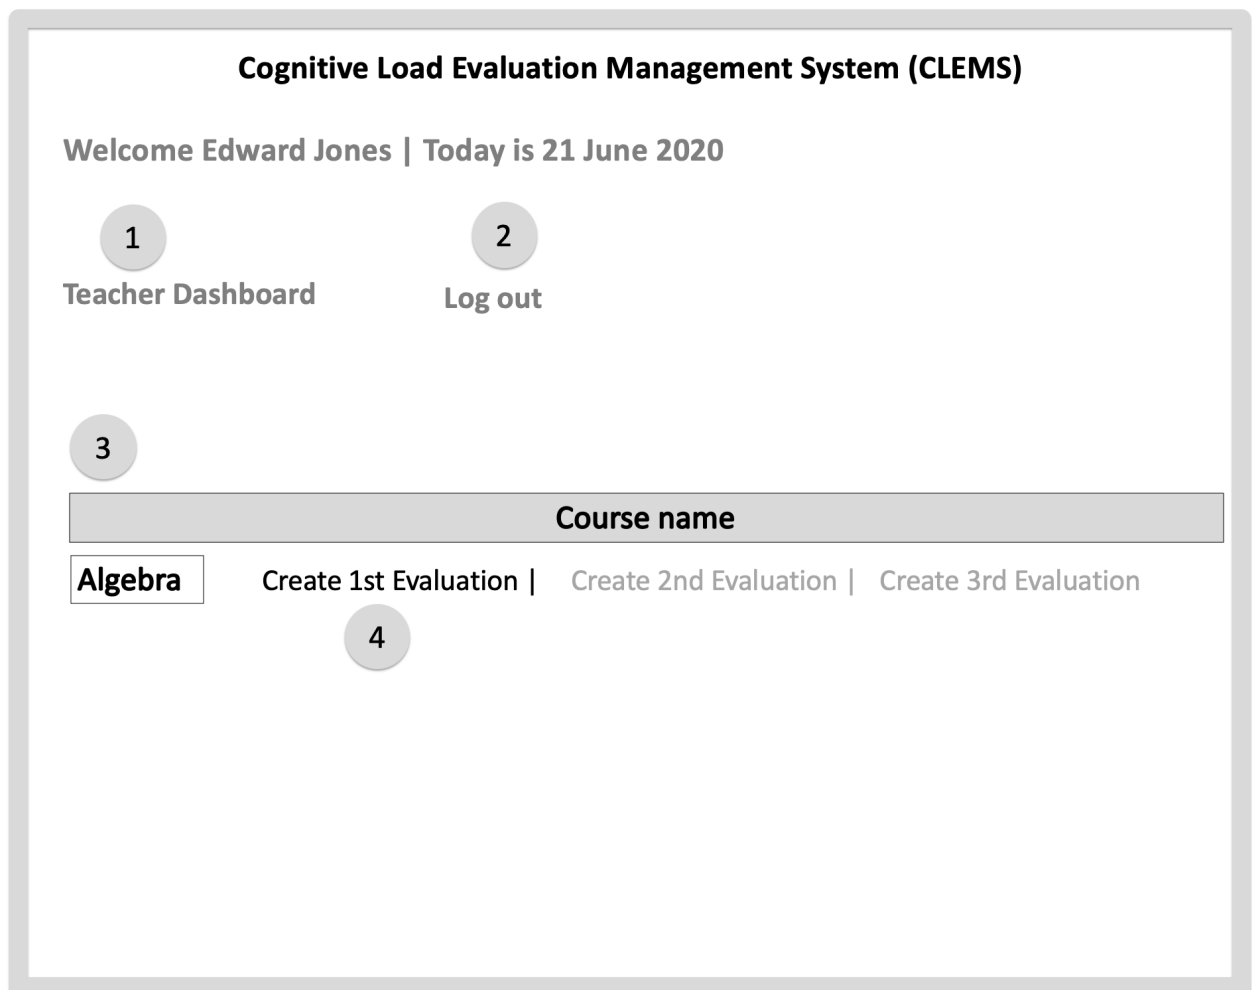 Cognitive Load Evaluation Management System (CLEMS)
Welcome Edward Jones | Today is 21 June 2020
1 2
Teacher Dashboard Log out
3
Course name
Algebra Create 1st Evaluation | Create 2nd Evaluation | Create 3rd Evaluation
4